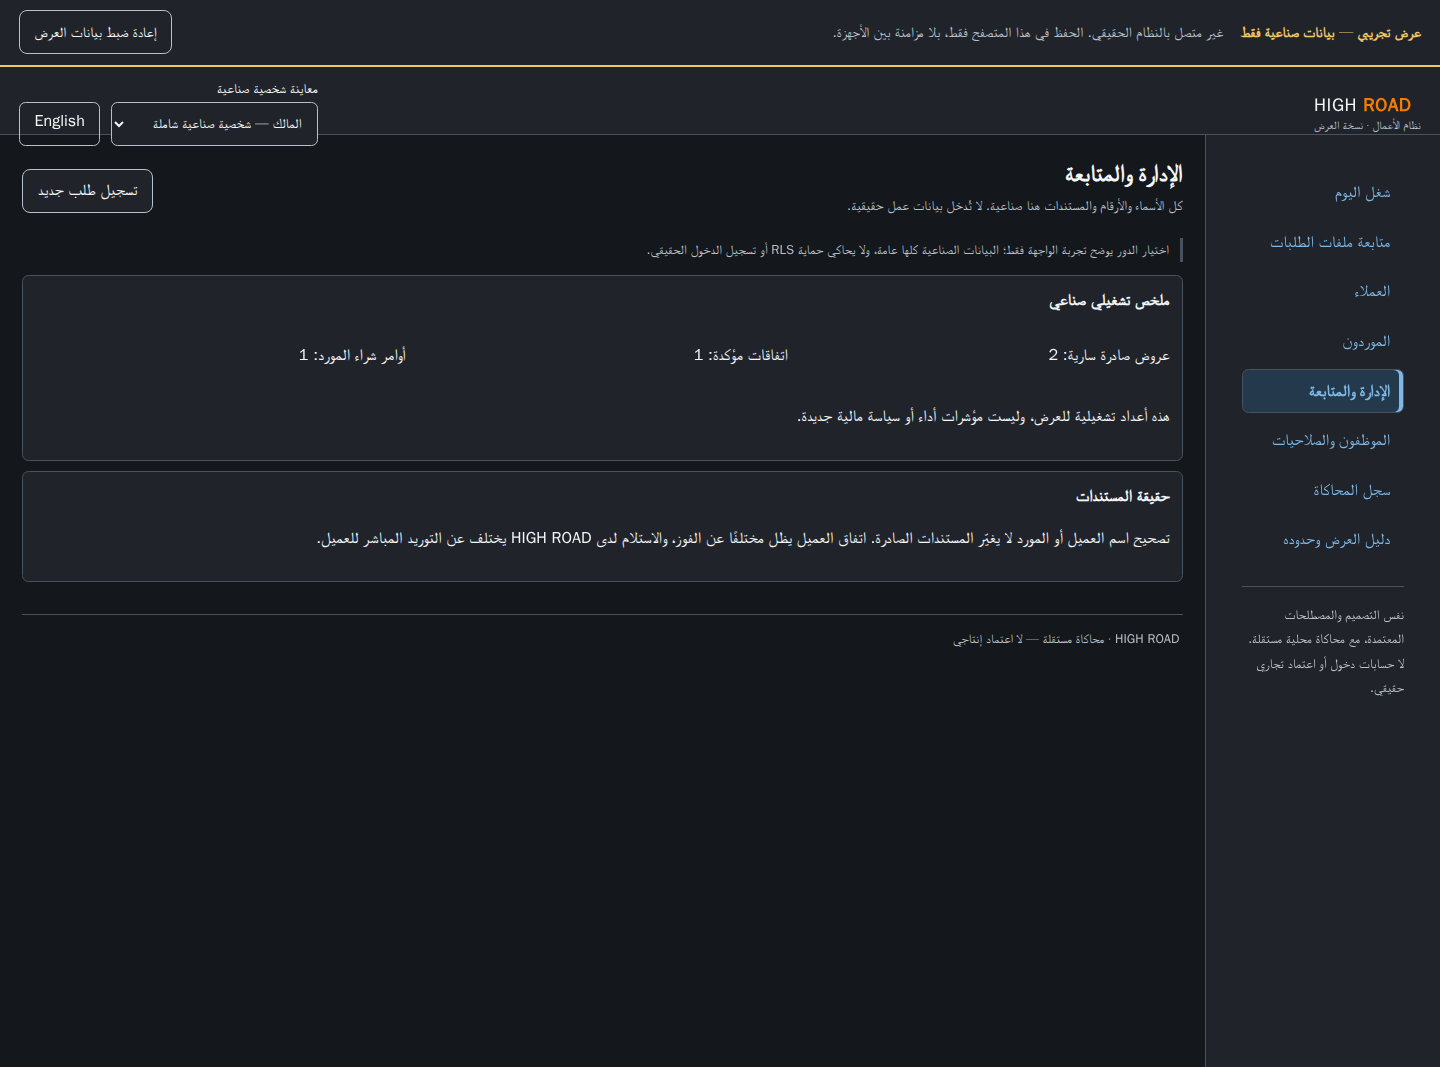 عرض تجريبي — بيانات صناعية فقط
غير متصل بالنظام الحقيقي. الحفظ في هذا المتصفح فقط، بلا مزامنة بين الأجهزة.
إعادة ضبط بيانات العرض
HIGH ROAD
نظام الأعمال · نسخة العرض
معاينة شخصية صناعية
المالك — شخصية صناعية شاملة
English
شغل اليوم
متابعة ملفات الطلبات
العملاء
الموردون
الإدارة والمتابعة
الموظفون والصلاحيات
سجل المحاكاة
دليل العرض وحدوده
نفس التصميم والمصطلحات
المعتمدة، مع محاكاة محلية مستقلة.
لا حسابات دخول أو اعتماد تجاري
حقيقي.
الإدارة والمتابعة
كل الأسماء والأرقام والمستندات هنا صناعية. لا تُدخل بيانات عمل حقيقية.
تسجيل طلب جديد
اختيار الدور يوضح تجربة الواجهة فقط؛ البيانات الصناعية كلها عامة، ولا يحاكي حماية RLS أو تسجيل الدخول الحقيقي.
ملخص تشغيلي صناعي
عروض صادرة سارية: 2
اتفاقات مؤكدة: 1
أوامر شراء المورد: 1
هذه أعداد تشغيلية للعرض، وليست مؤشرات أداء أو سياسة مالية جديدة.
حقيقة المستندات
تصحيح اسم العميل أو المورد لا يغيّر المستندات الصادرة. اتفاق العميل يظل مختلفًا عن الفوز، والاستلام لدى HIGH ROAD يختلف عن التوريد المباشر للعميل.
HIGH ROAD · محاكاة مستقلة — لا اعتماد إنتاجي